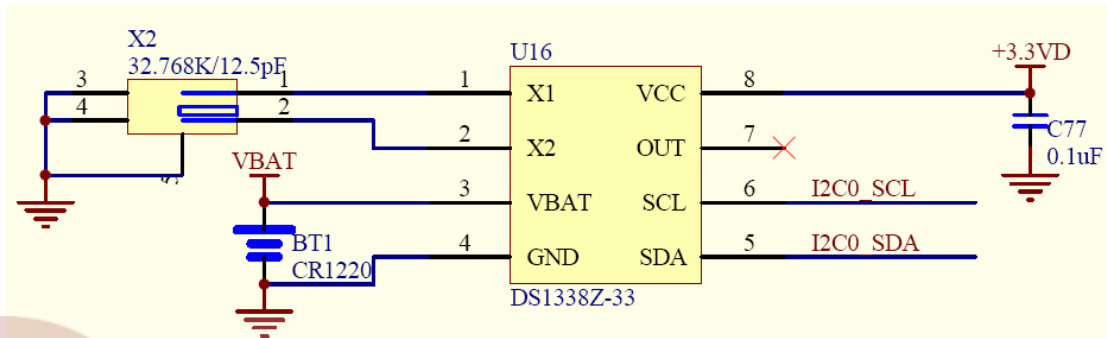 X2
32.768K/12.5pF
3
4
1
2
5
VBAT
BT1
CR1220
U16
1 X1 VCC 8
2 X2 OUT 7
3 VBAT SCL 6 I2C0_SCL
4 GND SDA 5 I2C0_SDA
DS1338Z-33
+3.3VD
C77
0.1uF